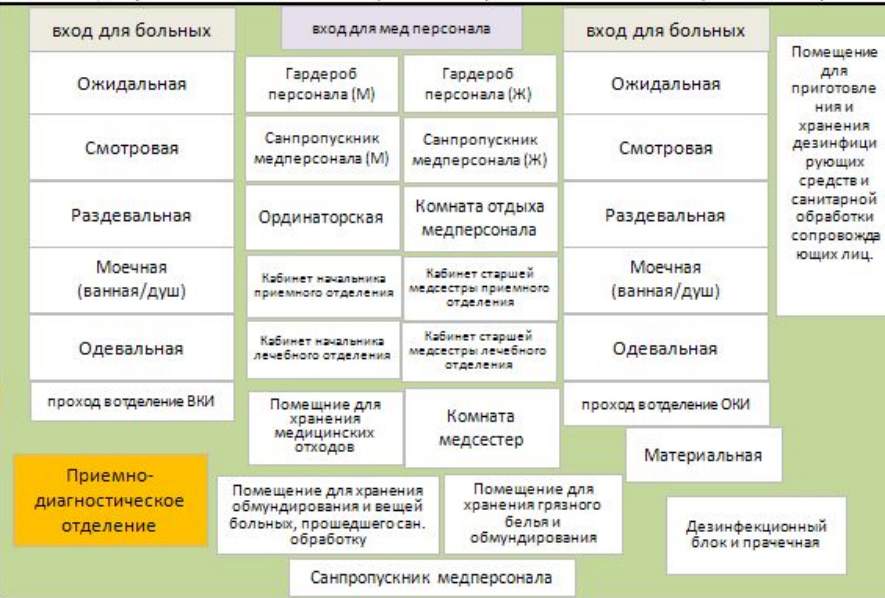 вход для больных
Ожидальная
Смотровая
Раздевальная
Моечная
(ванная/душ)
Одевальная
проход в отделение ВКИ
вход для мед персонала
Гардероб
персонала (М)
Гардероб
персонала (Ж)
Санпропускник
медперсонала (М)
Санпропускник
медперсонала (Ж)
Ординаторская
Комната отдыха
медперсонала
Кабинет начальника
приемного отделения
Кабинет старшей
медсестры приемного
отделения
Кабинет начальника
лечебного отделения
Кабинет старшей
медсестры лечебного
отделения
Помещние для
хранения
медицинских
отходов
Комната
медсестер
вход для больных
Ожидальная
Смотровая
Раздевальная
Моечная
(ванная/душ)
Одевальная
проход в отделение ОКИ
Помещение
для
приготовле
ния и
хранения
дезинфици
рующих
средств и
санитарной
обработки
сопровожда
ющих лиц.
Материальная
Приемно-
диагностическое
отделение
Помещение для хранения
обмундирования и вещей
больных, прошедшего сан.
обработку
Помещение для
хранения грязного
белья и
обмундирования
Дезинфекционный
блок и прачечная
Санпропускник медперсонала